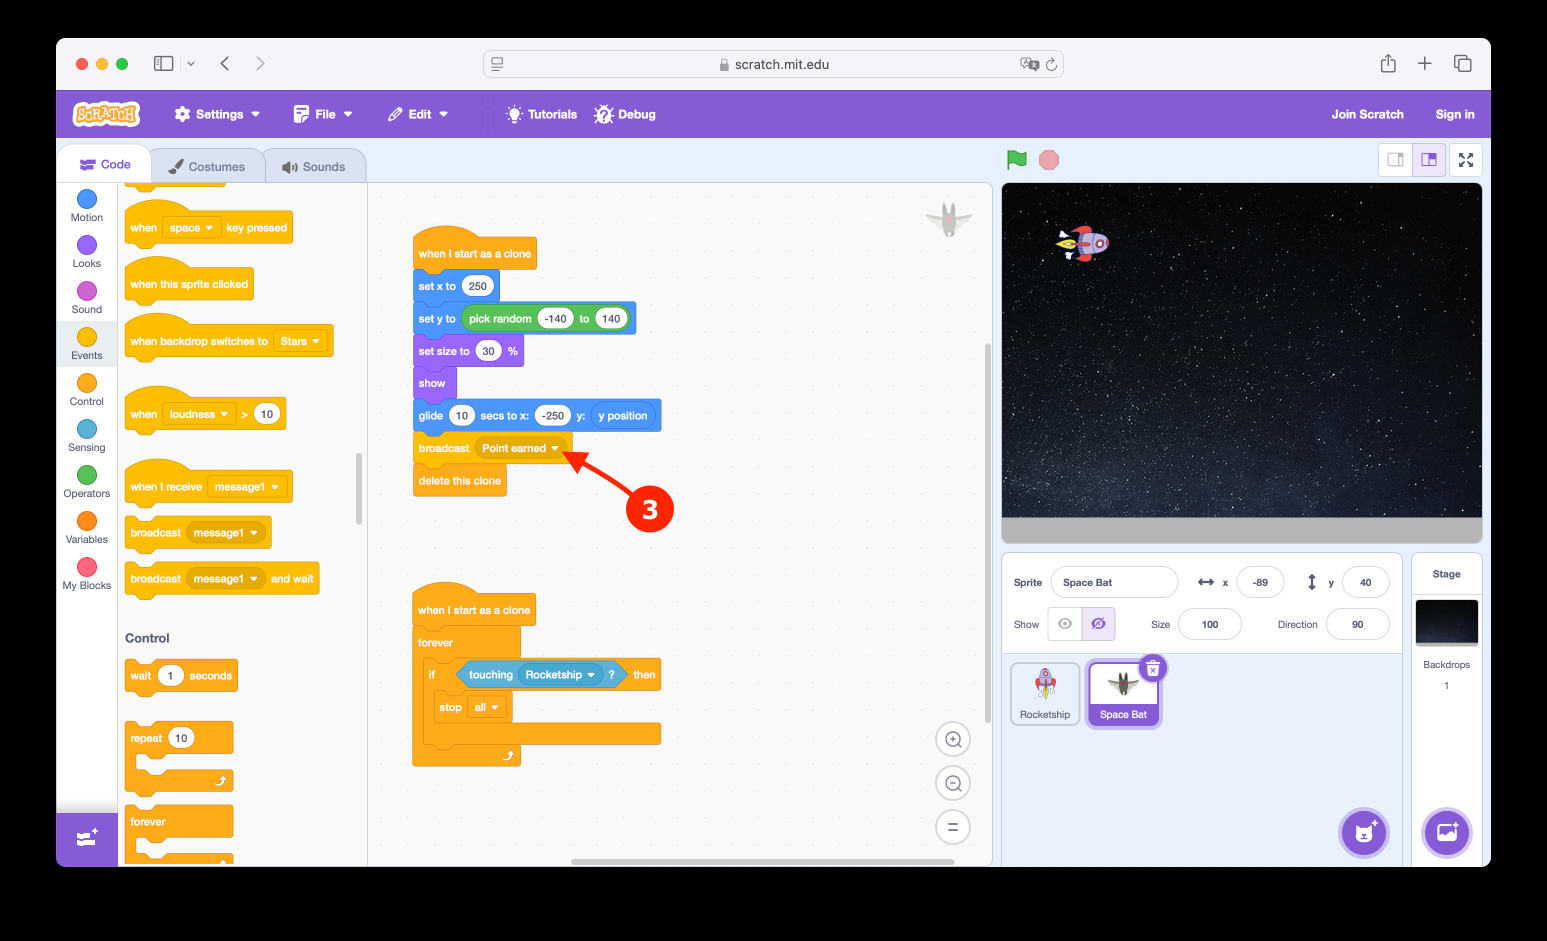 scratch.mit.edu
SCRATCH
Settings
File
Edit
Tutorials
Debug
Join Scratch
Sign in
Code
Costumes
Sounds
Motion
Looks
Sound
Events
Control
Sensing
Operators
Variables
My Blocks
when space key pressed
when this sprite clicked
when backdrop switches to Stars
when loudness > 10
when I receive message1
broadcast message1
broadcast message1 and wait
Control
wait 1 seconds
repeat 10
forever
when I start as a clone
set x to 250
set y to pick random -140 to 140
set size to 30 %
show
glide 10 secs to x: -250 y: y position
broadcast Point earned
delete this clone
3
when I start as a clone
forever
if touching Rocketship ? then
stop all
Sprite Space Bat x -89 y 40
Show Size 100 Direction 90
Rocketship
Space Bat
Stage
Backdrops
1